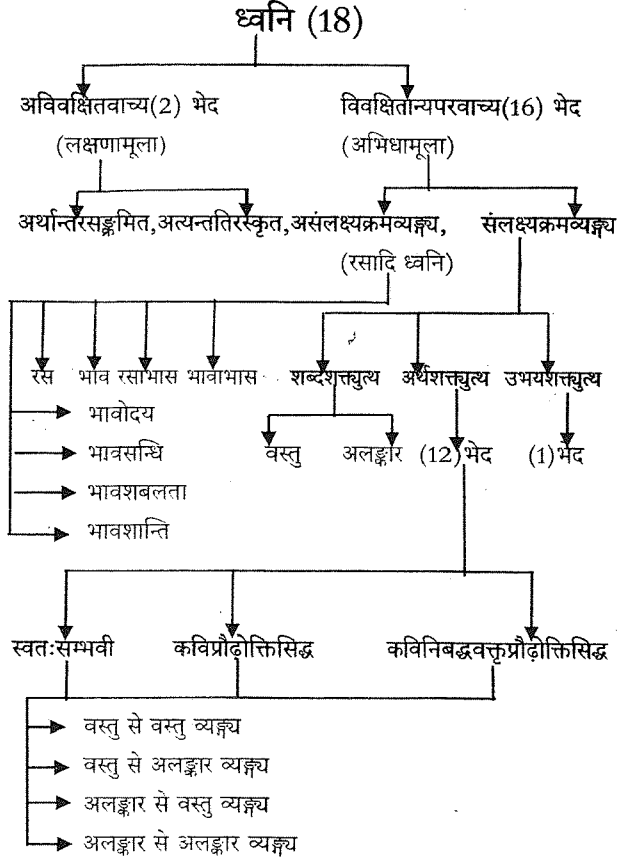 ध्वनि (18)
अविवक्षितवाच्य(2) भेद विवक्षितान्यपरवाच्य(16) भेद
(लक्षणामूला) (अभिधामूला)
अर्थान्तरसङ्क्रमित,अत्यन्ततिरस्कृत,असंलक्ष्यक्रमव्यङ्ग्य, संलक्ष्यक्रमव्यङ्ग्य
(रसादि ध्वनि)
रस भाव रसाभास भावाभास शब्दशक्त्युत्थ अर्थशक्त्युत्थ उभयशक्त्युत्थ
भावोदय
भावसन्धि वस्तु अलङ्कार (12)भेद (1)भेद
भावशबलता
भावशान्ति
स्वतःसम्भवी कविप्रौढ़ोक्तिसिद्ध कविनिबद्धवक्तृप्रौढ़ोक्तिसिद्ध
वस्तु से वस्तु व्यङ्ग्य
वस्तु से अलङ्कार व्यङ्ग्य
अलङ्कार से वस्तु व्यङ्ग्य
अलङ्कार से अलङ्कार व्यङ्ग्य